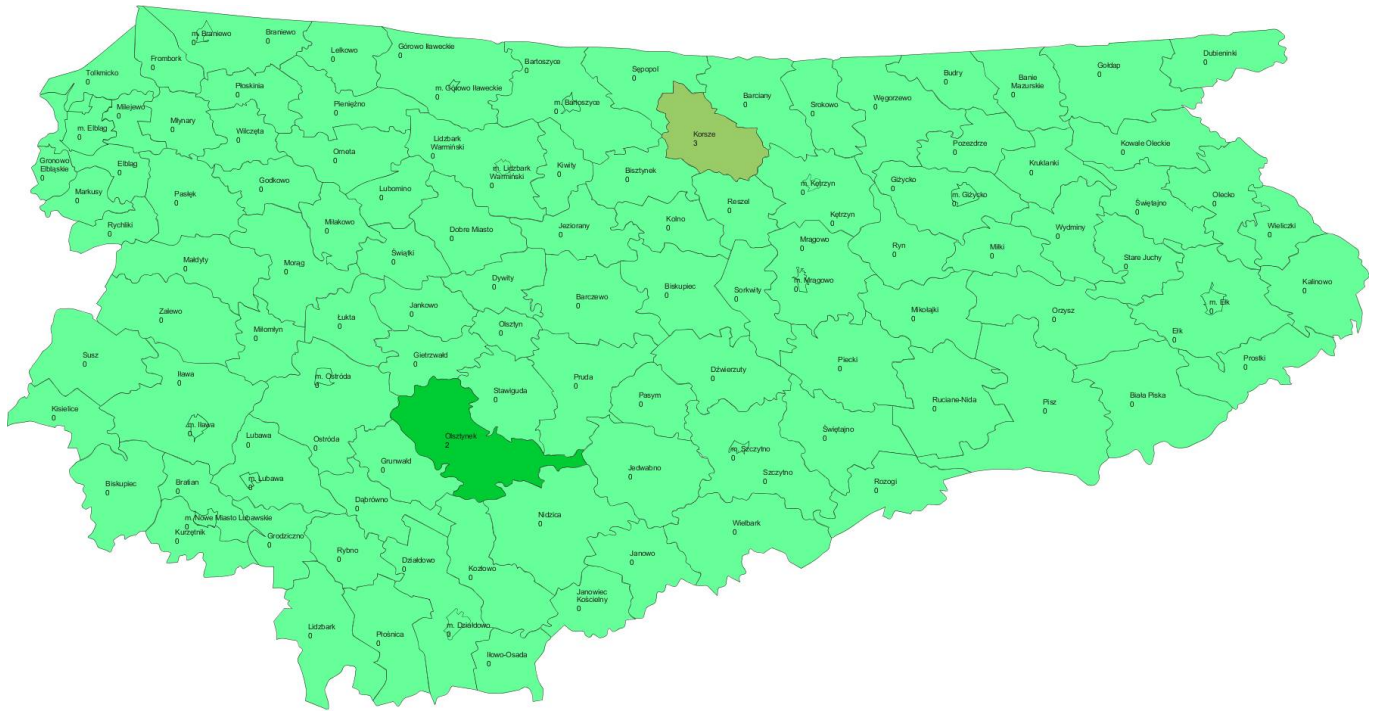 m. Braniewo
0
Braniewo
0
Lelkowo
0
Górowo Iławeckie
0
Bartoszyce
0
Sępopol
0
Barciany
0
Srokowo
0
Węgorzewo
0
Budry
0
Banie
Mazurskie
0
Gołdap
0
Dubieninki
0
Tolkmicko
0
Frombork
0
Płoskinia
0
Pieniężno
0
m. Górowo Iławeckie
0
m. Bartoszyce
0
Korsze
3
Milejewo
0
Młynary
0
m. Elbląg
0
Wilczęta
0
Orneta
0
Lidzbark
Warmiński
0
Pozezdrze
0
Kowale Oleckie
0
Gronowo
Elbląskie
0
Elbląg
0
Markusy
0
Pasłęk
0
Godkowo
0
Lubomino
0
m. Lidzbark
Warmiński
0
Kiwity
0
Bisztynek
0
Reszel
0
m. Kętrzyn
0
Kętrzyn
0
Giżycko
0
m. Giżycko
0
Kruklanki
0
Świętajno
0
Olecko
0
Wieliczki
0
Rychliki
0
Miłakowo
0
Dobre Miasto
0
Jeziorany
0
Kolno
0
Mrągowo
0
Ryn
0
Miłki
0
Wydminy
0
Stare Juchy
0
Małdyty
0
Morąg
0
Świątki
0
Dywity
0
Barczewo
0
Biskupiec
0
Sorkwity
0
m. Mrągowo
0
Mikołajki
0
Orzysz
0
m. Ełk
0
Kalinowo
0
Zalewo
0
Miłomłyn
0
Łukta
0
Jonkowo
0
Olsztyn
0
Ełk
0
Prostki
0
Susz
0
Iława
0
m. Ostróda
0
Gietrzwałd
0
Stawiguda
0
Pruda
0
Pasym
0
Dźwierzuty
0
Piecki
0
Ruciane-Nida
0
Pisz
0
Biała Piska
0
Kisielice
0
m. Iława
0
Lubawa
0
Ostróda
0
Olsztynek
2
Grunwald
0
Jedwabno
0
m. Szczytno
0
Szczytno
0
Świętajno
0
Rozogi
0
Biskupiec
0
Bratian
0
m. Lubawa
0
Dąbrówno
0
Nidzica
0
Wielbark
0
m. Nowe Miasto Lubawskie
0
Kurzętnik
0
Grodziczno
0
Rybno
0
Działdowo
0
Kozłowo
0
Janowo
0
Janowiec
Kościelny
0
Lidzbark
0
Płośnica
0
m. Działdowo
0
Iłowo-Osada
0